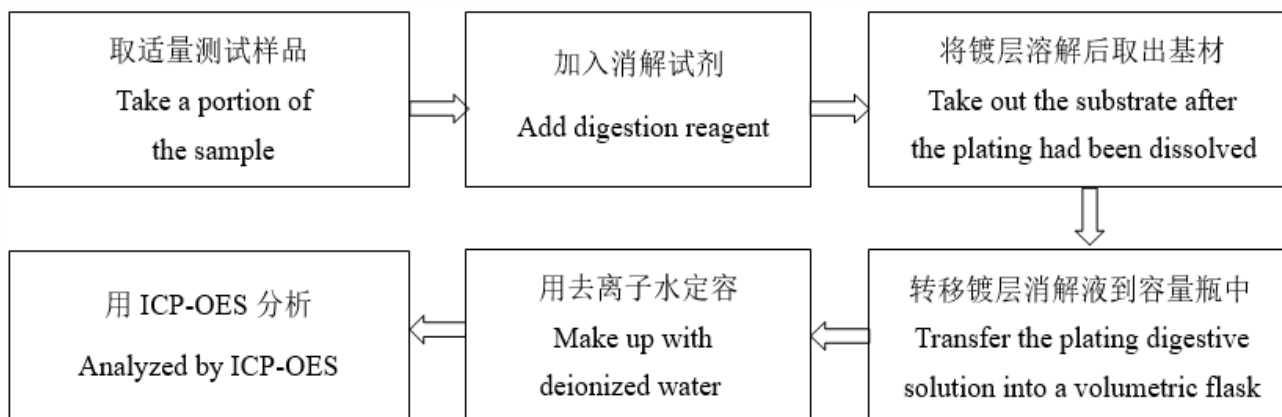 取适量测试样品
Take a portion of
the sample
加入消解试剂
Add digestion reagent
将镀层溶解后取出基材
Take out the substrate after
the plating had been dissolved
转移镀层消解液到容量瓶中
Transfer the plating digestive
solution into a volumetric flask
用去离子水定容
Make up with
deionized water
用 ICP-OES 分析
Analyzed by ICP-OES